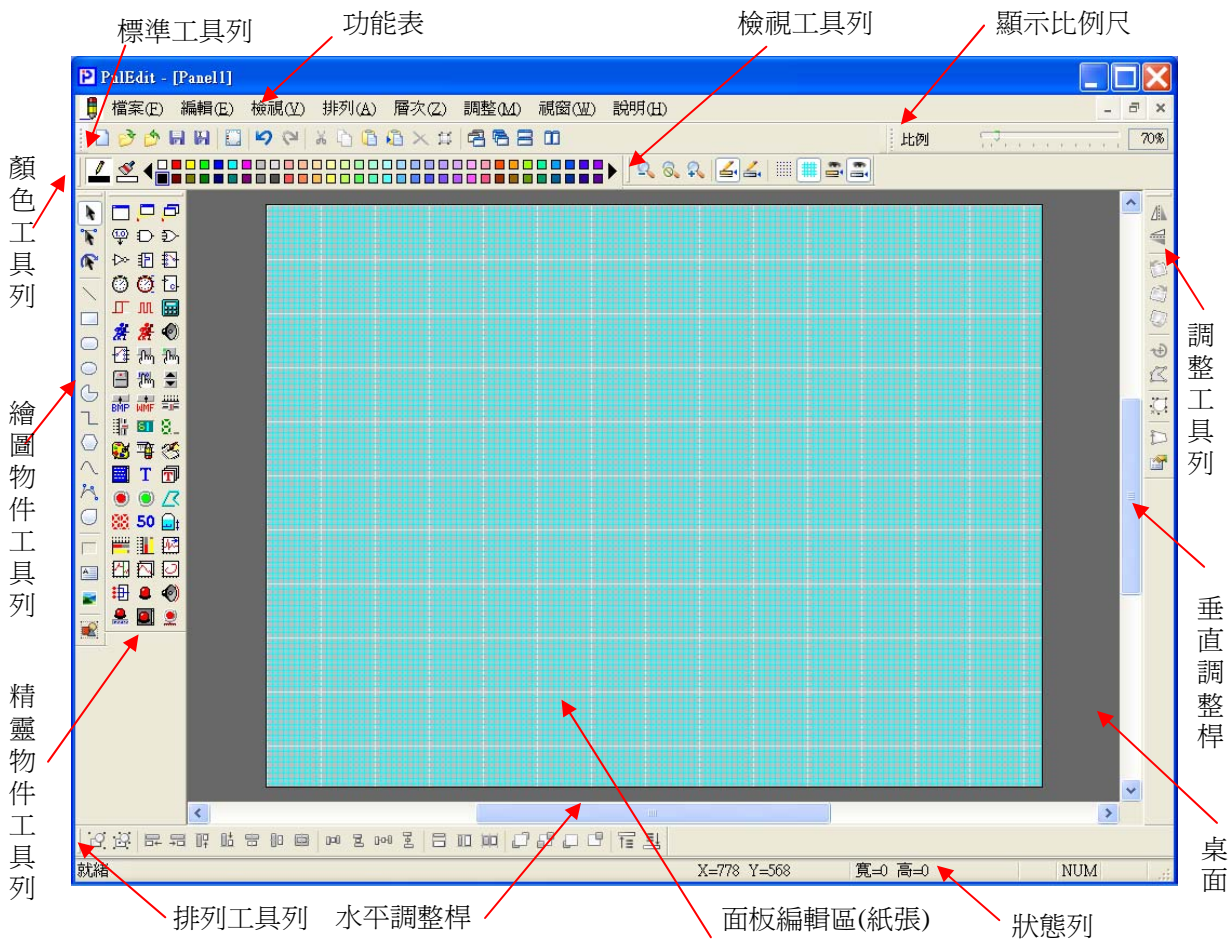 標準工具列
功能表
檢視工具列
顯示比例尺
PnlEdit - [Panel1]
檔案(F) 編輯(E) 檢視(V) 排列(A) 層次(Z) 調整(M) 視窗(W) 說明(H)
比例 70%
顏色工具列
繪圖物件工具列
精靈物件工具列
1.0
BMP WMF
T T
50
調整工具列
垂直調整桿
桌面
就緒 X=778 Y=568 寬=0 高=0 NUM
排列工具列
水平調整桿
面板編輯區(紙張)
狀態列